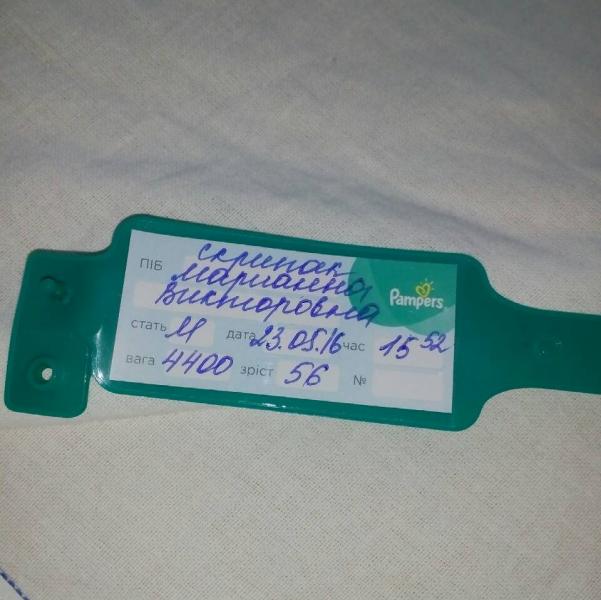 ПІБ скрипак
марианна
Викторовна
Pampers
стать М дата 23.05.16 час 15 52
вага 4400 зріст 56 №